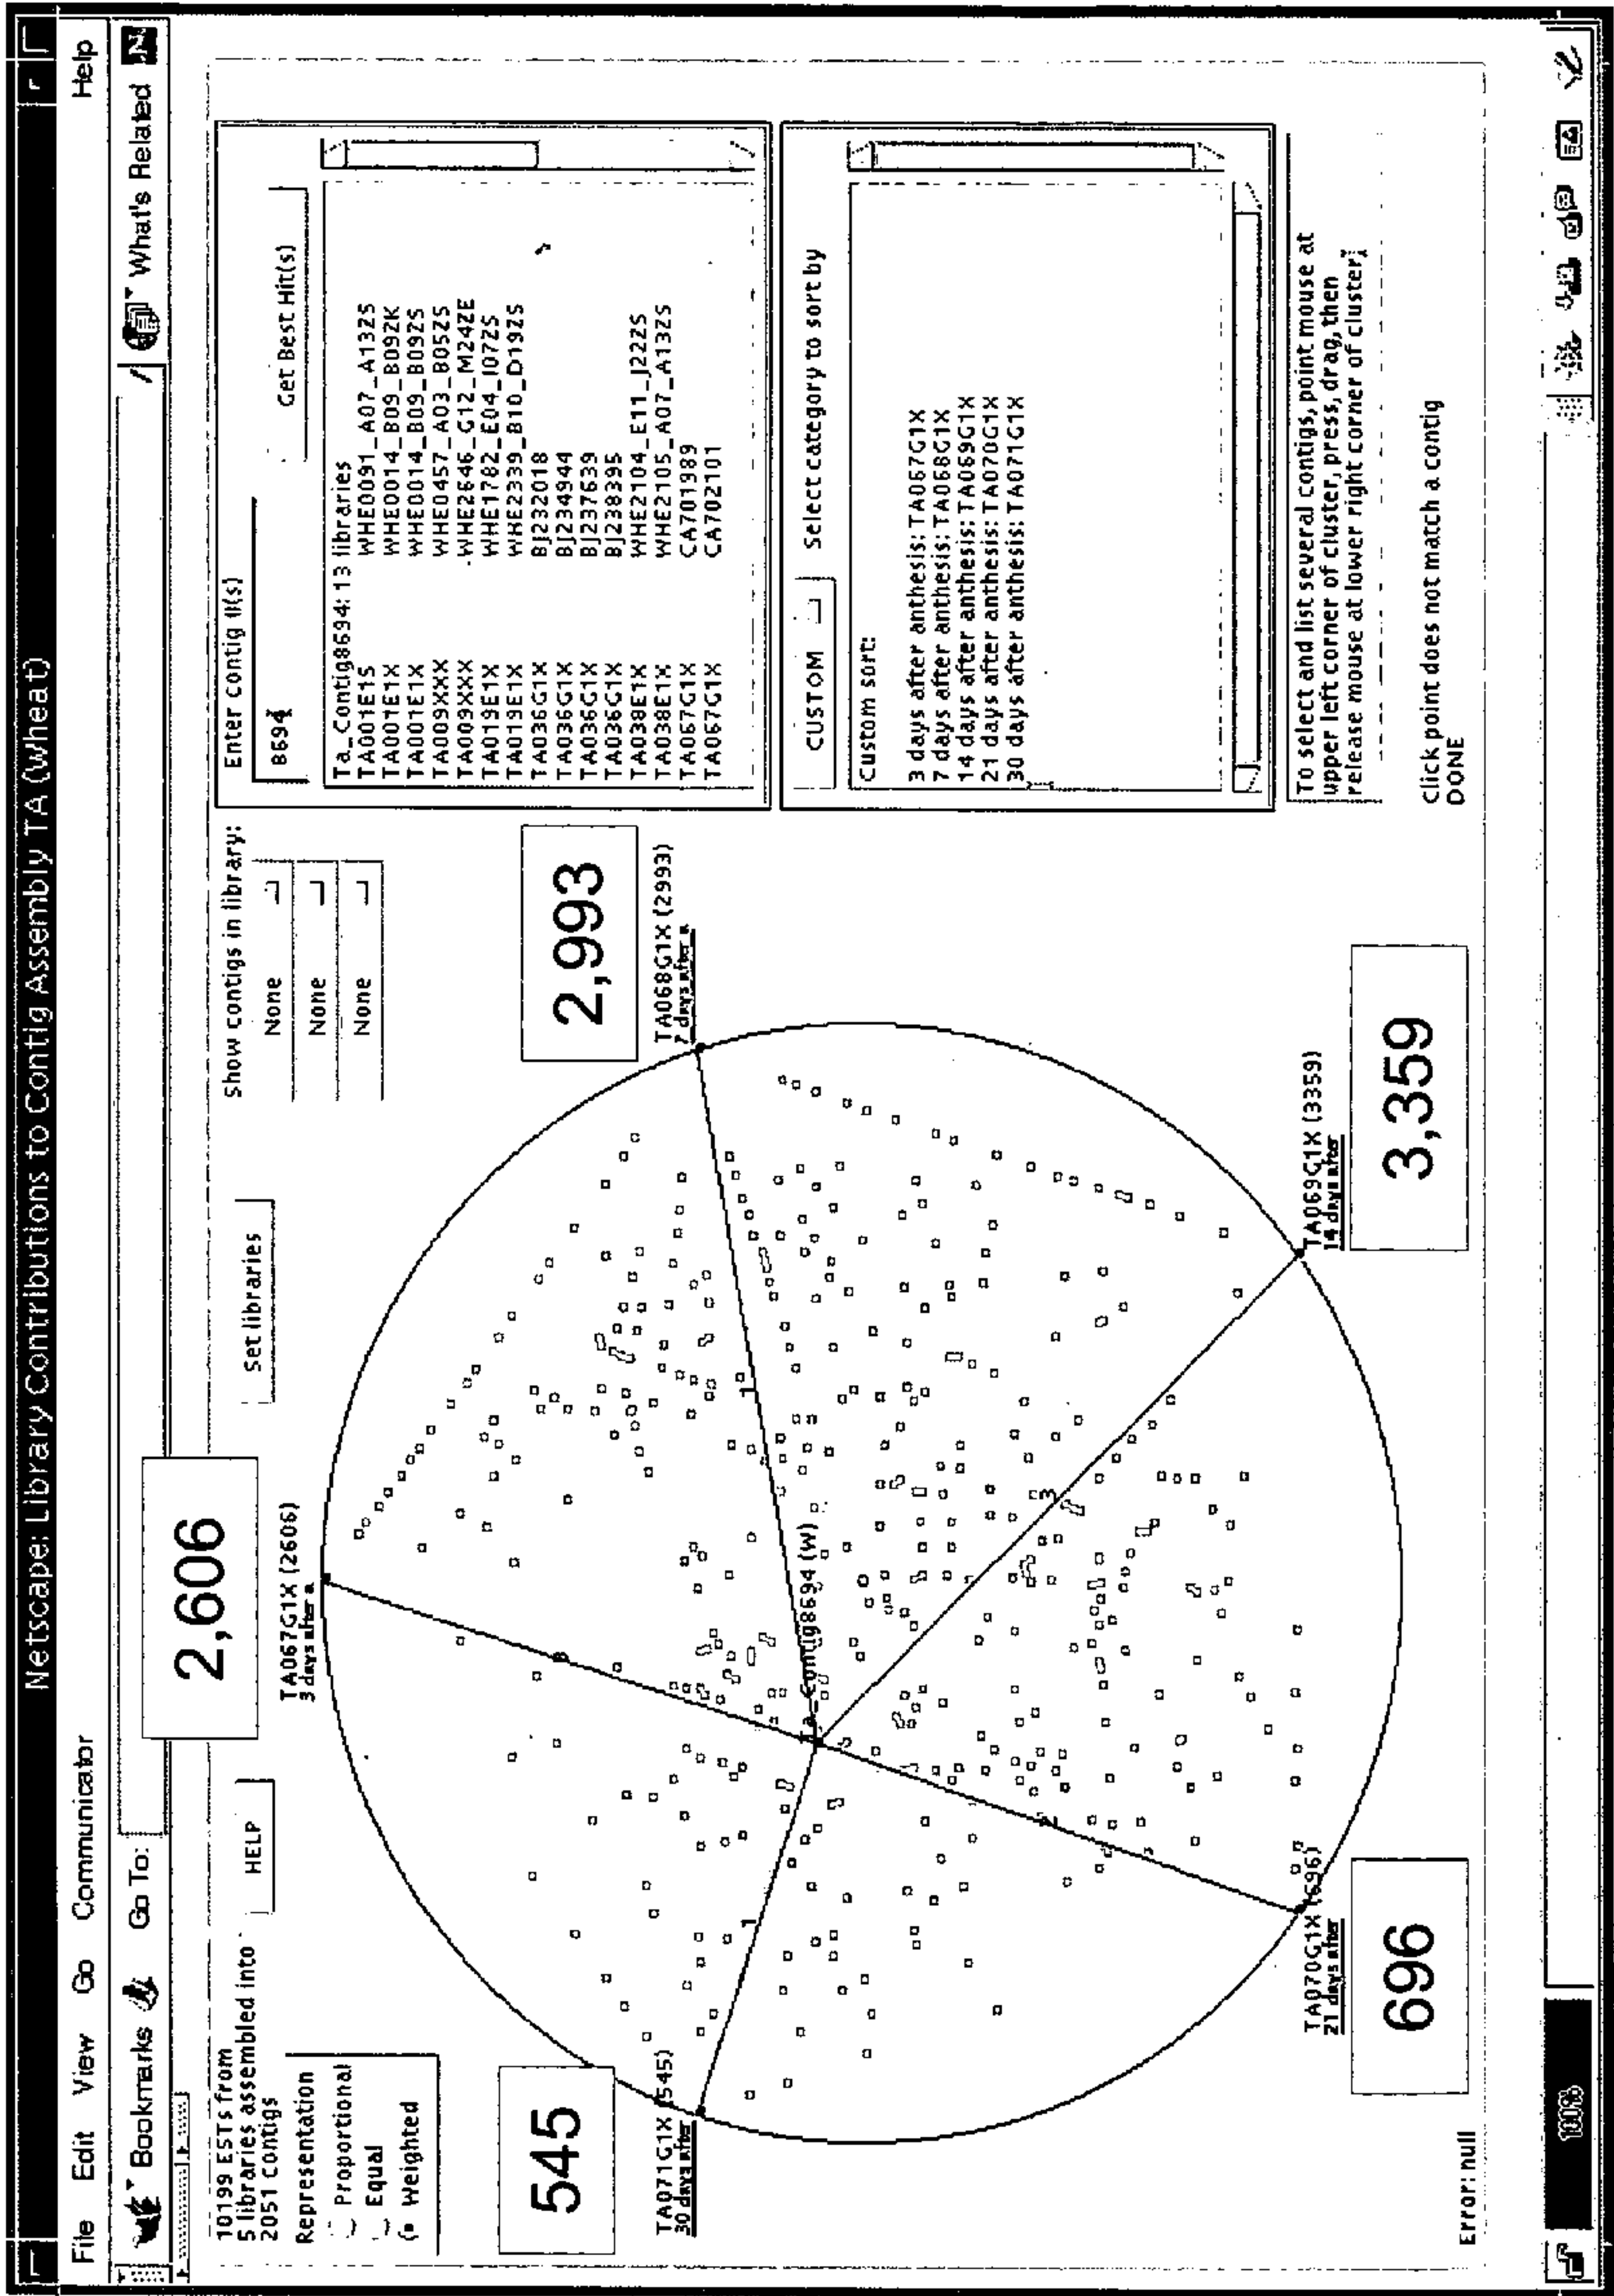 Netscape: Library Contributions to Contig Assembly TA (Wheat)
File Edit View Go Communicator Help
Bookmarks Go To: What's Related N
10199 ESTs from
5 libraries assembled into
2051 contigs
HELP
Set libraries
Show contigs in library:
None
None
None
Representation
Proportional
Equal
Weighted
2,606
TA067G1X (2606)
3 days after a
2,993
TA068G1X (2993)
7 days after a
3,359
TA069G1X (3359)
14 days after
696
TA070G1X (696)
21 days after
545
TA071G1X (545)
30 days after
Ta_Contig8694 (W)
1
3
1
Error: null
Enter contig #(s)
8694
Get Best Hit(s)
Ta_Contig8694: 13 libraries
TA001E1S WHE0091_A07_A13ZS
TA001E1X WHE0014_B09_B09ZK
TA001E1X WHE0014_B09_B09ZS
TA009XXX WHE0457_A03_B05ZS
TA009XXX WHE2646_G12_M24ZE
TA019E1X WHE1782_E04_I07ZS
TA019E1X WHE2339_B10_D19ZS
TA036G1X BJ232018
TA036G1X BJ234944
TA036G1X BJ237639
TA036G1X BJ238395
TA038E1X WHE2104_E11_J22ZS
TA038E1X WHE2105_A07_A13ZS
TA067G1X CA701989
TA067G1X CA702101
CUSTOM Select category to sort by
Custom sort:
3 days after anthesis: TA067G1X
7 days after anthesis: TA068G1X
14 days after anthesis: TA069G1X
21 days after anthesis: TA070G1X
30 days after anthesis: TA071G1X
To select and list several contigs, point mouse at
upper left corner of cluster, press, drag, then
release mouse at lower right corner of cluster.
Click point does not match a contig
DONE
100%